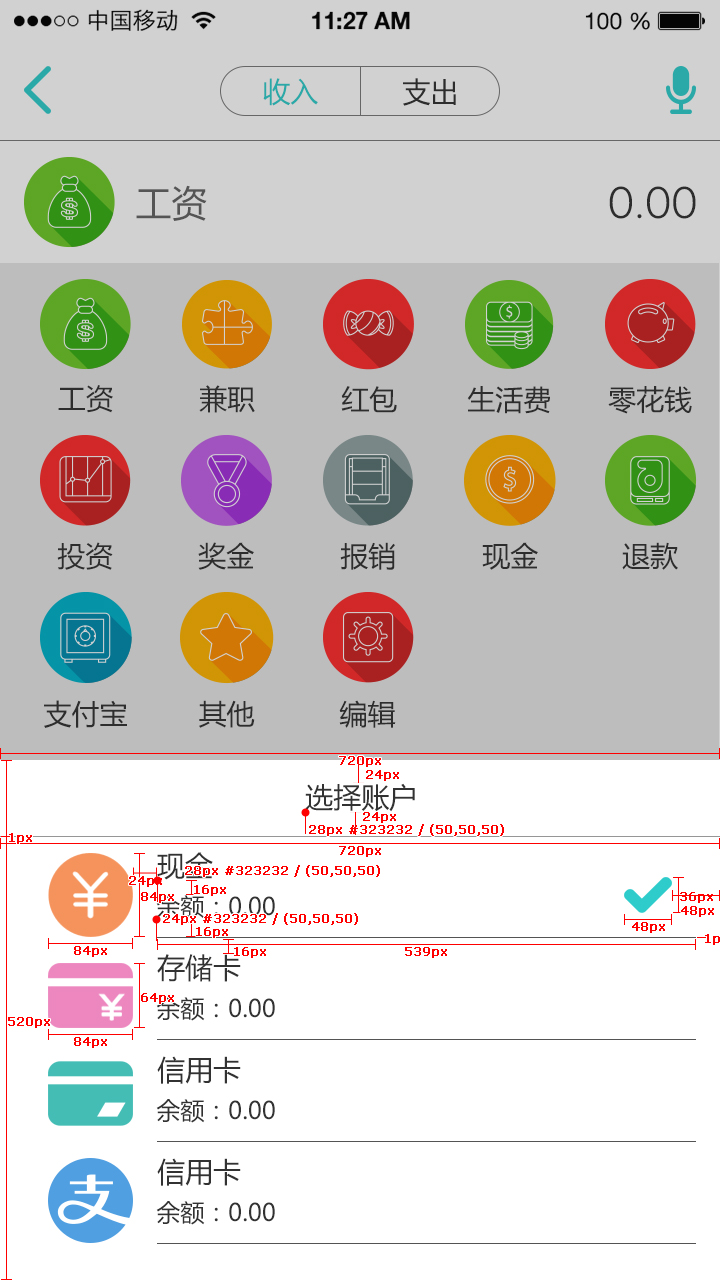 中国移动 11:27 AM 100 %
收入 支出
工资 0.00
工资 兼职 红包 生活费 零花钱
投资 奖金 报销 现金 退款
支付宝 其他 编辑
720px
24px
选择账户
24px
28px #323232 / (50,50,50)
1px
720px
现金
28px #323232 / (50,50,50)
24px
16px
84px
36px
余额：0.00
48px
24px #323232 / (50,50,50)
48px
16px
1p
84px
16px
539px
存储卡
64px
余额：0.00
520px
84px
信用卡
余额：0.00
信用卡
余额：0.00